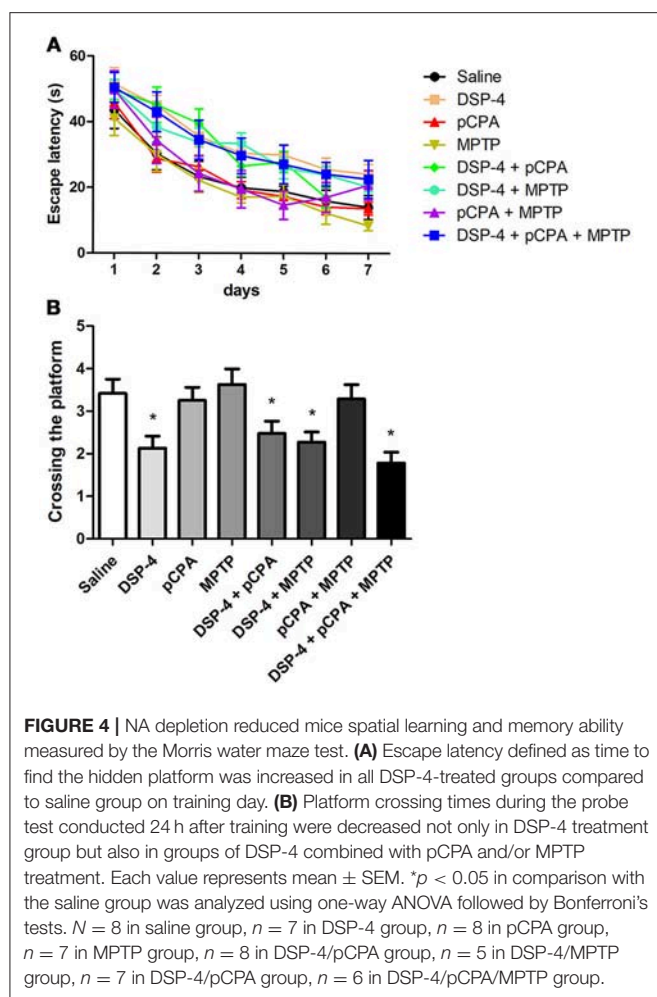 A
Escape latency (s)
60
40
20
0
1 2 3 4 5 6 7
days
Saline
DSP-4
pCPA
MPTP
DSP-4 + pCPA
DSP-4 + MPTP
pCPA + MPTP
DSP-4 + pCPA + MPTP
B
Crossing the platform
5
4
3
2
1
0
* * * *
Saline
DSP-4
pCPA
MPTP
DSP-4 + pCPA
DSP-4 + MPTP
pCPA + MPTP
DSP-4 + pCPA + MPTP
FIGURE 4 | NA depletion reduced mice spatial learning and memory ability
measured by the Morris water maze test. (A) Escape latency defined as time to
find the hidden platform was increased in all DSP-4-treated groups compared
to saline group on training day. (B) Platform crossing times during the probe
test conducted 24 h after training were decreased not only in DSP-4 treatment
group but also in groups of DSP-4 combined with pCPA and/or MPTP
treatment. Each value represents mean ± SEM. *p < 0.05 in comparison with
the saline group was analyzed using one-way ANOVA followed by Bonferroni's
tests. N = 8 in saline group, n = 7 in DSP-4 group, n = 8 in pCPA group,
n = 7 in MPTP group, n = 8 in DSP-4/pCPA group, n = 5 in DSP-4/MPTP
group, n = 7 in DSP-4/pCPA group, n = 6 in DSP-4/pCPA/MPTP group.